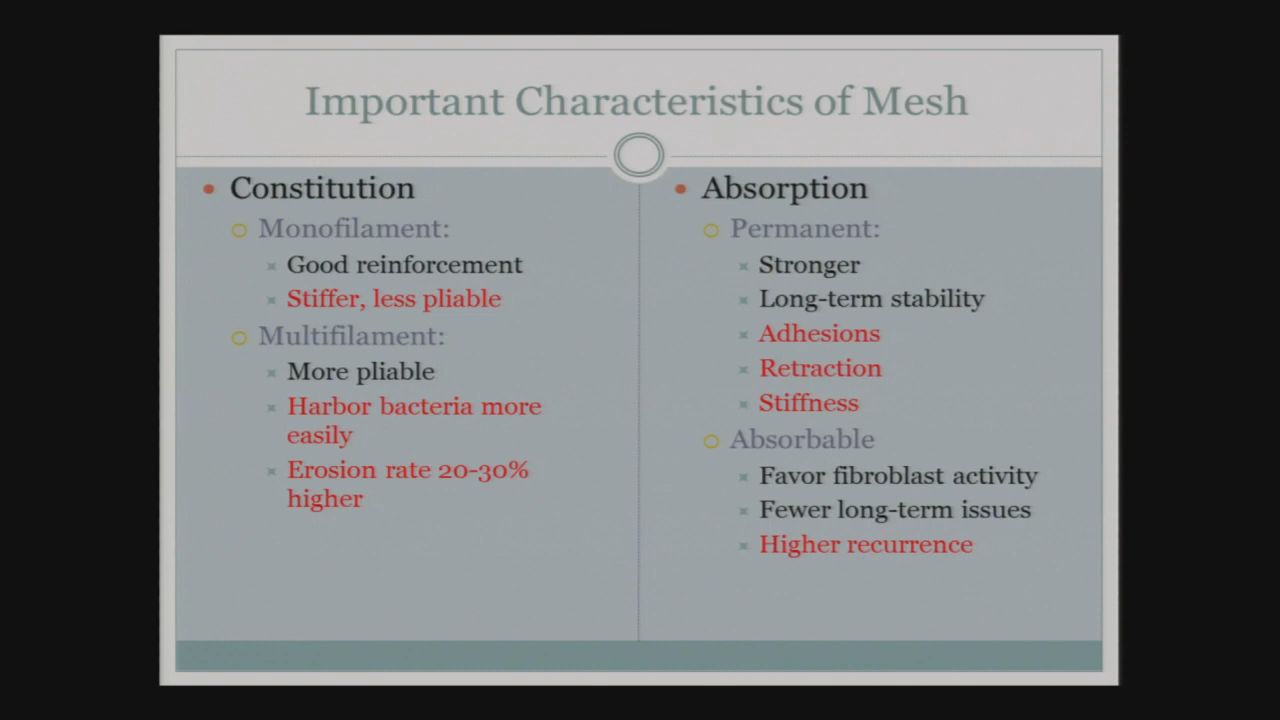 Important Characteristics of Mesh
Constitution
Monofilament:
Good reinforcement
Stiffer, less pliable
Multifilament:
More pliable
Harbor bacteria more
easily
Erosion rate 20-30%
higher
Absorption
Permanent:
Stronger
Long-term stability
Adhesions
Retraction
Stiffness
Absorbable
Favor fibroblast activity
Fewer long-term issues
Higher recurrence